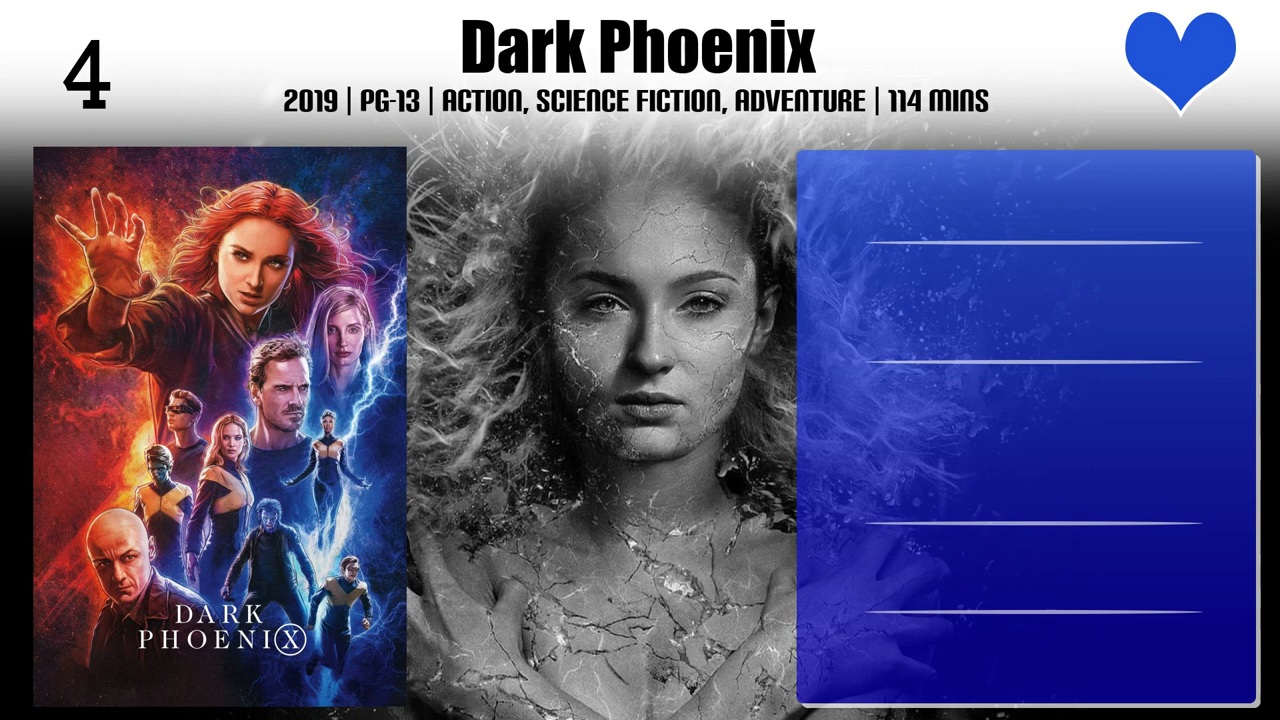 4
Dark Phoenix
2019 | PG-13 | ACTION, SCIENCE FICTION, ADVENTURE | 114 MINS
DARK
PHOENIX